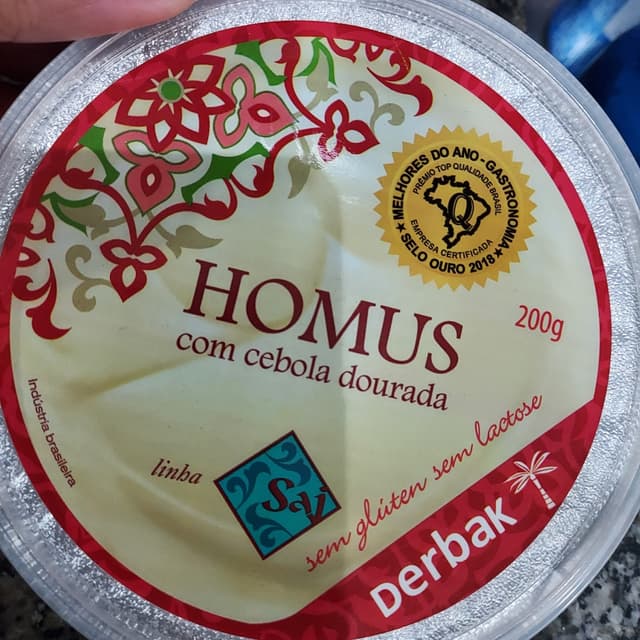 MELHORES DO ANO - GASTRONOMIA
PRÊMIO TOP QUALIDADE BRASIL
Q
EMPRESA CERTIFICADA
★ SELO OURO 2018 ★
200g
HOMUS
com cebola dourada
Indústria brasileira
linha
SAV
sem glúten sem lactose
Derbak